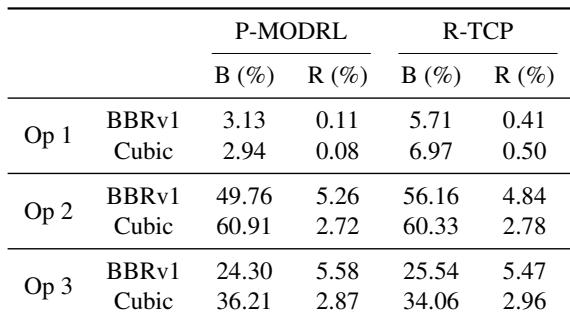 P-MODRL R-TCP
B (%) R (%) B (%) R (%)
Op 1 BBRv1 3.13 0.11 5.71 0.41
Cubic 2.94 0.08 6.97 0.50
Op 2 BBRv1 49.76 5.26 56.16 4.84
Cubic 60.91 2.72 60.33 2.78
Op 3 BBRv1 24.30 5.58 25.54 5.47
Cubic 36.21 2.87 34.06 2.96